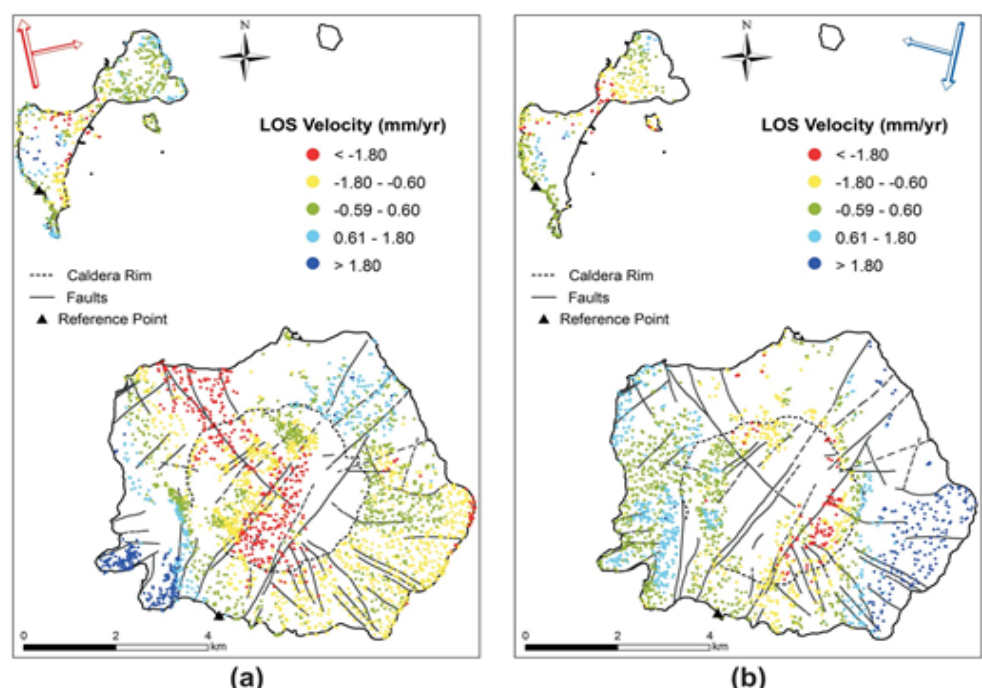 N
LOS Velocity (mm/yr)
< -1.80
-1.80 - -0.60
-0.59 - 0.60
0.61 - 1.80
> 1.80
Caldera Rim
Faults
Reference Point
0 2 4
km
(a)
N
LOS Velocity (mm/yr)
< -1.80
-1.80 - -0.60
-0.59 - 0.60
0.61 - 1.80
> 1.80
Caldera Rim
Faults
Reference Point
0 2 4
km
(b)